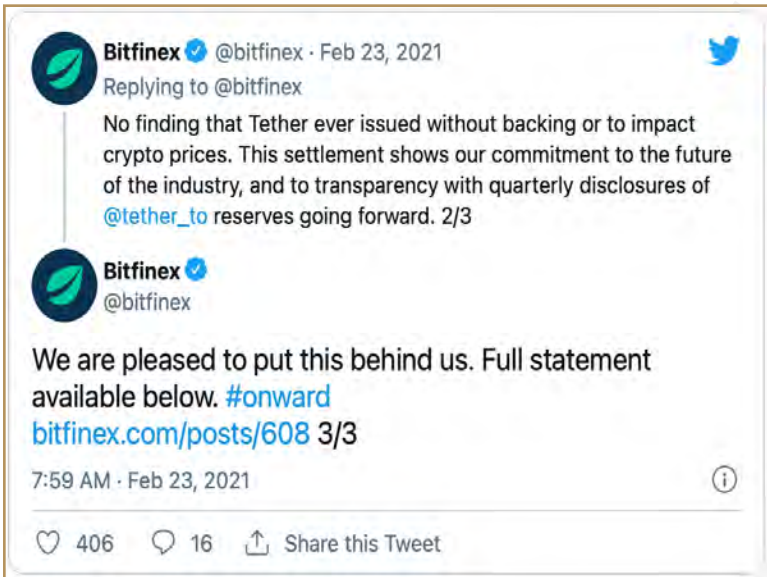 Bitfinex @bitfinex · Feb 23, 2021
Replying to @bitfinex
No finding that Tether ever issued without backing or to impact
crypto prices. This settlement shows our commitment to the future
of the industry, and to transparency with quarterly disclosures of
@tether_to reserves going forward. 2/3
Bitfinex
@bitfinex
We are pleased to put this behind us. Full statement
available below. #onward
bitfinex.com/posts/608 3/3
7:59 AM · Feb 23, 2021
406 16 Share this Tweet